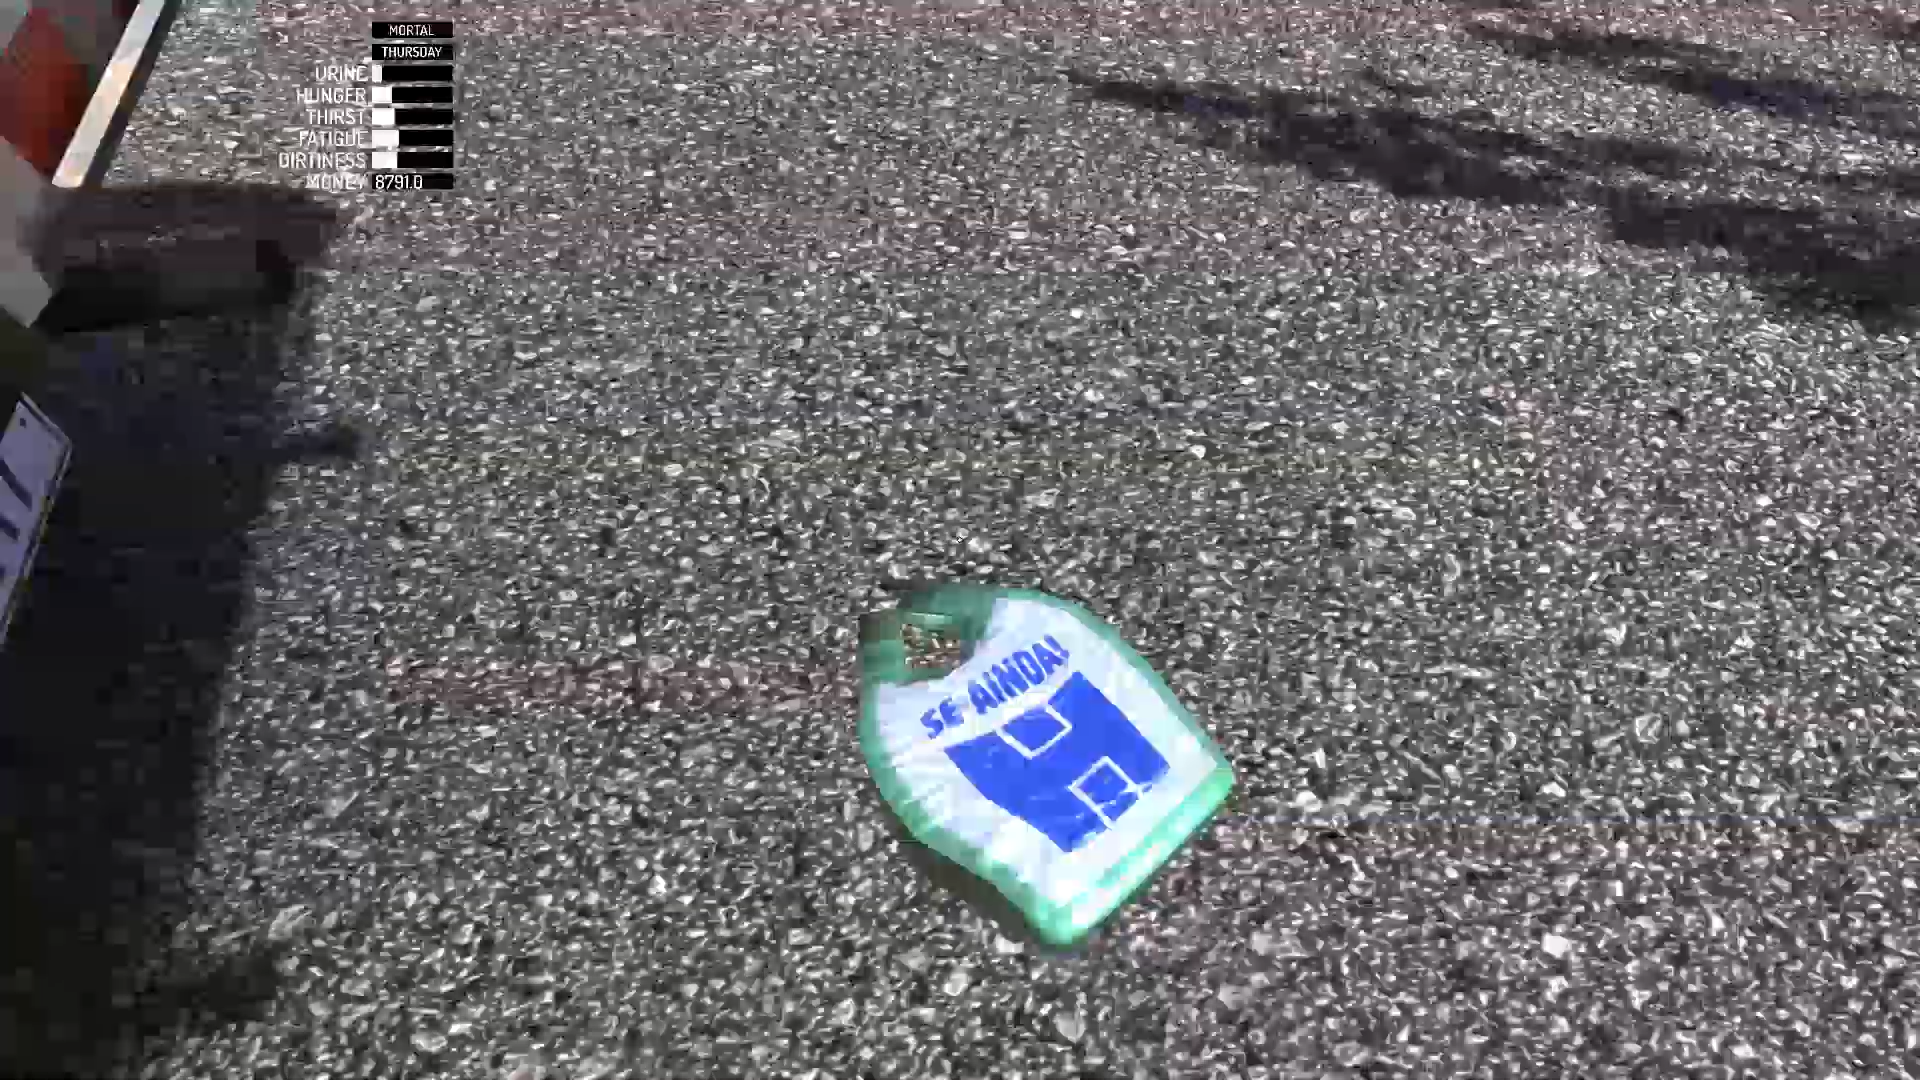 MORTAL
THURSDAY
URINE
HUNGER
THIRST
FATIGUE
DIRTINESS
MONEY 8791.0
SE AINDA!